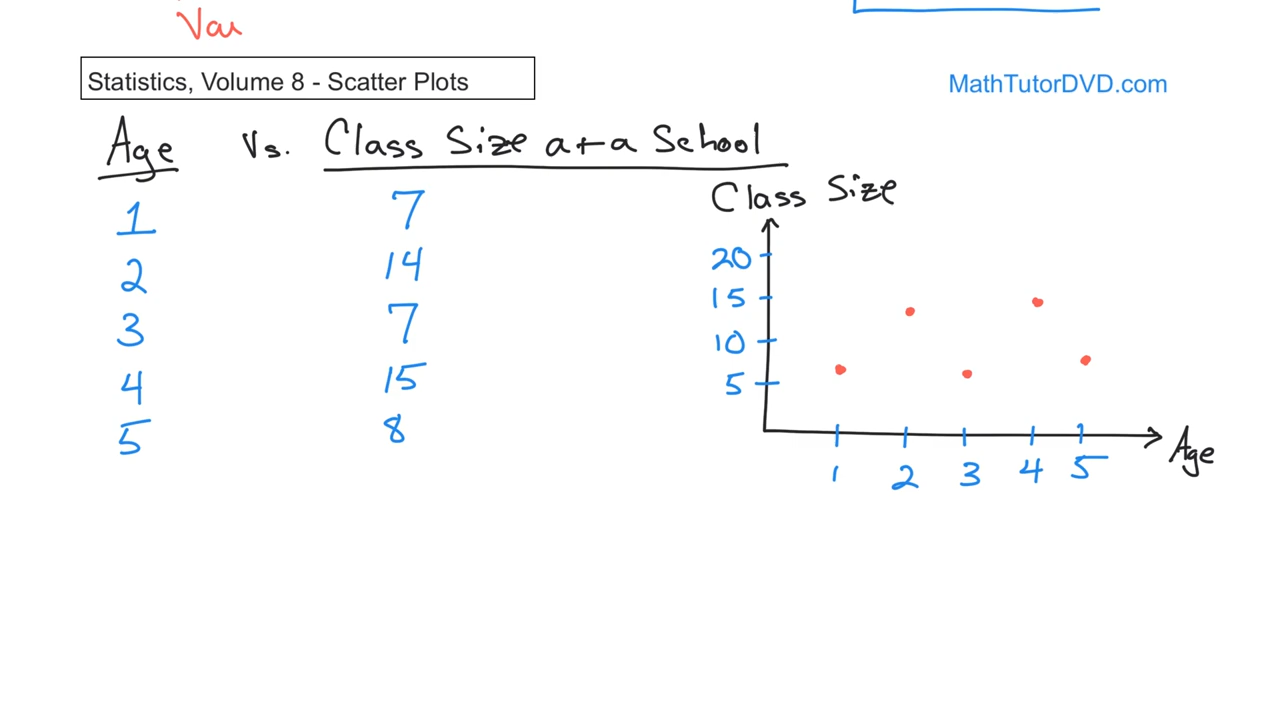 Var
Statistics, Volume 8 - Scatter Plots
MathTutorDVD.com
Age Vs. Class Size at a School
1 7
2 14
3 7
4 15
5 8
Class Size
20
15
10
5
1 2 3 4 5
Age